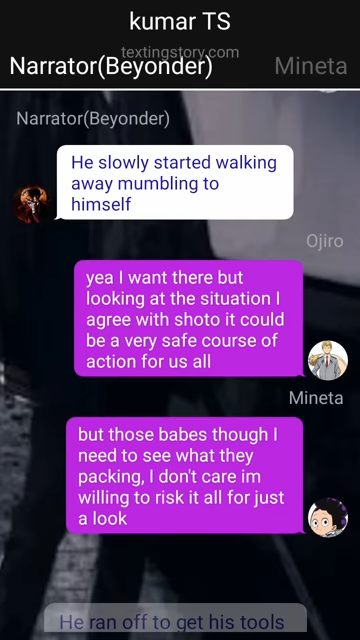 kumar TS
textingstory.com
Narrator(Beyonder) Mineta
Narrator(Beyonder)
He slowly started walking
away mumbling to
himself
Ojiro
yea I want there but
looking at the situation I
agree with shoto it could
be a very safe course of
action for us all
Mineta
but those babes though I
need to see what they
packing, I don't care im
willing to risk it all for just
a look
He ran off to get his tools